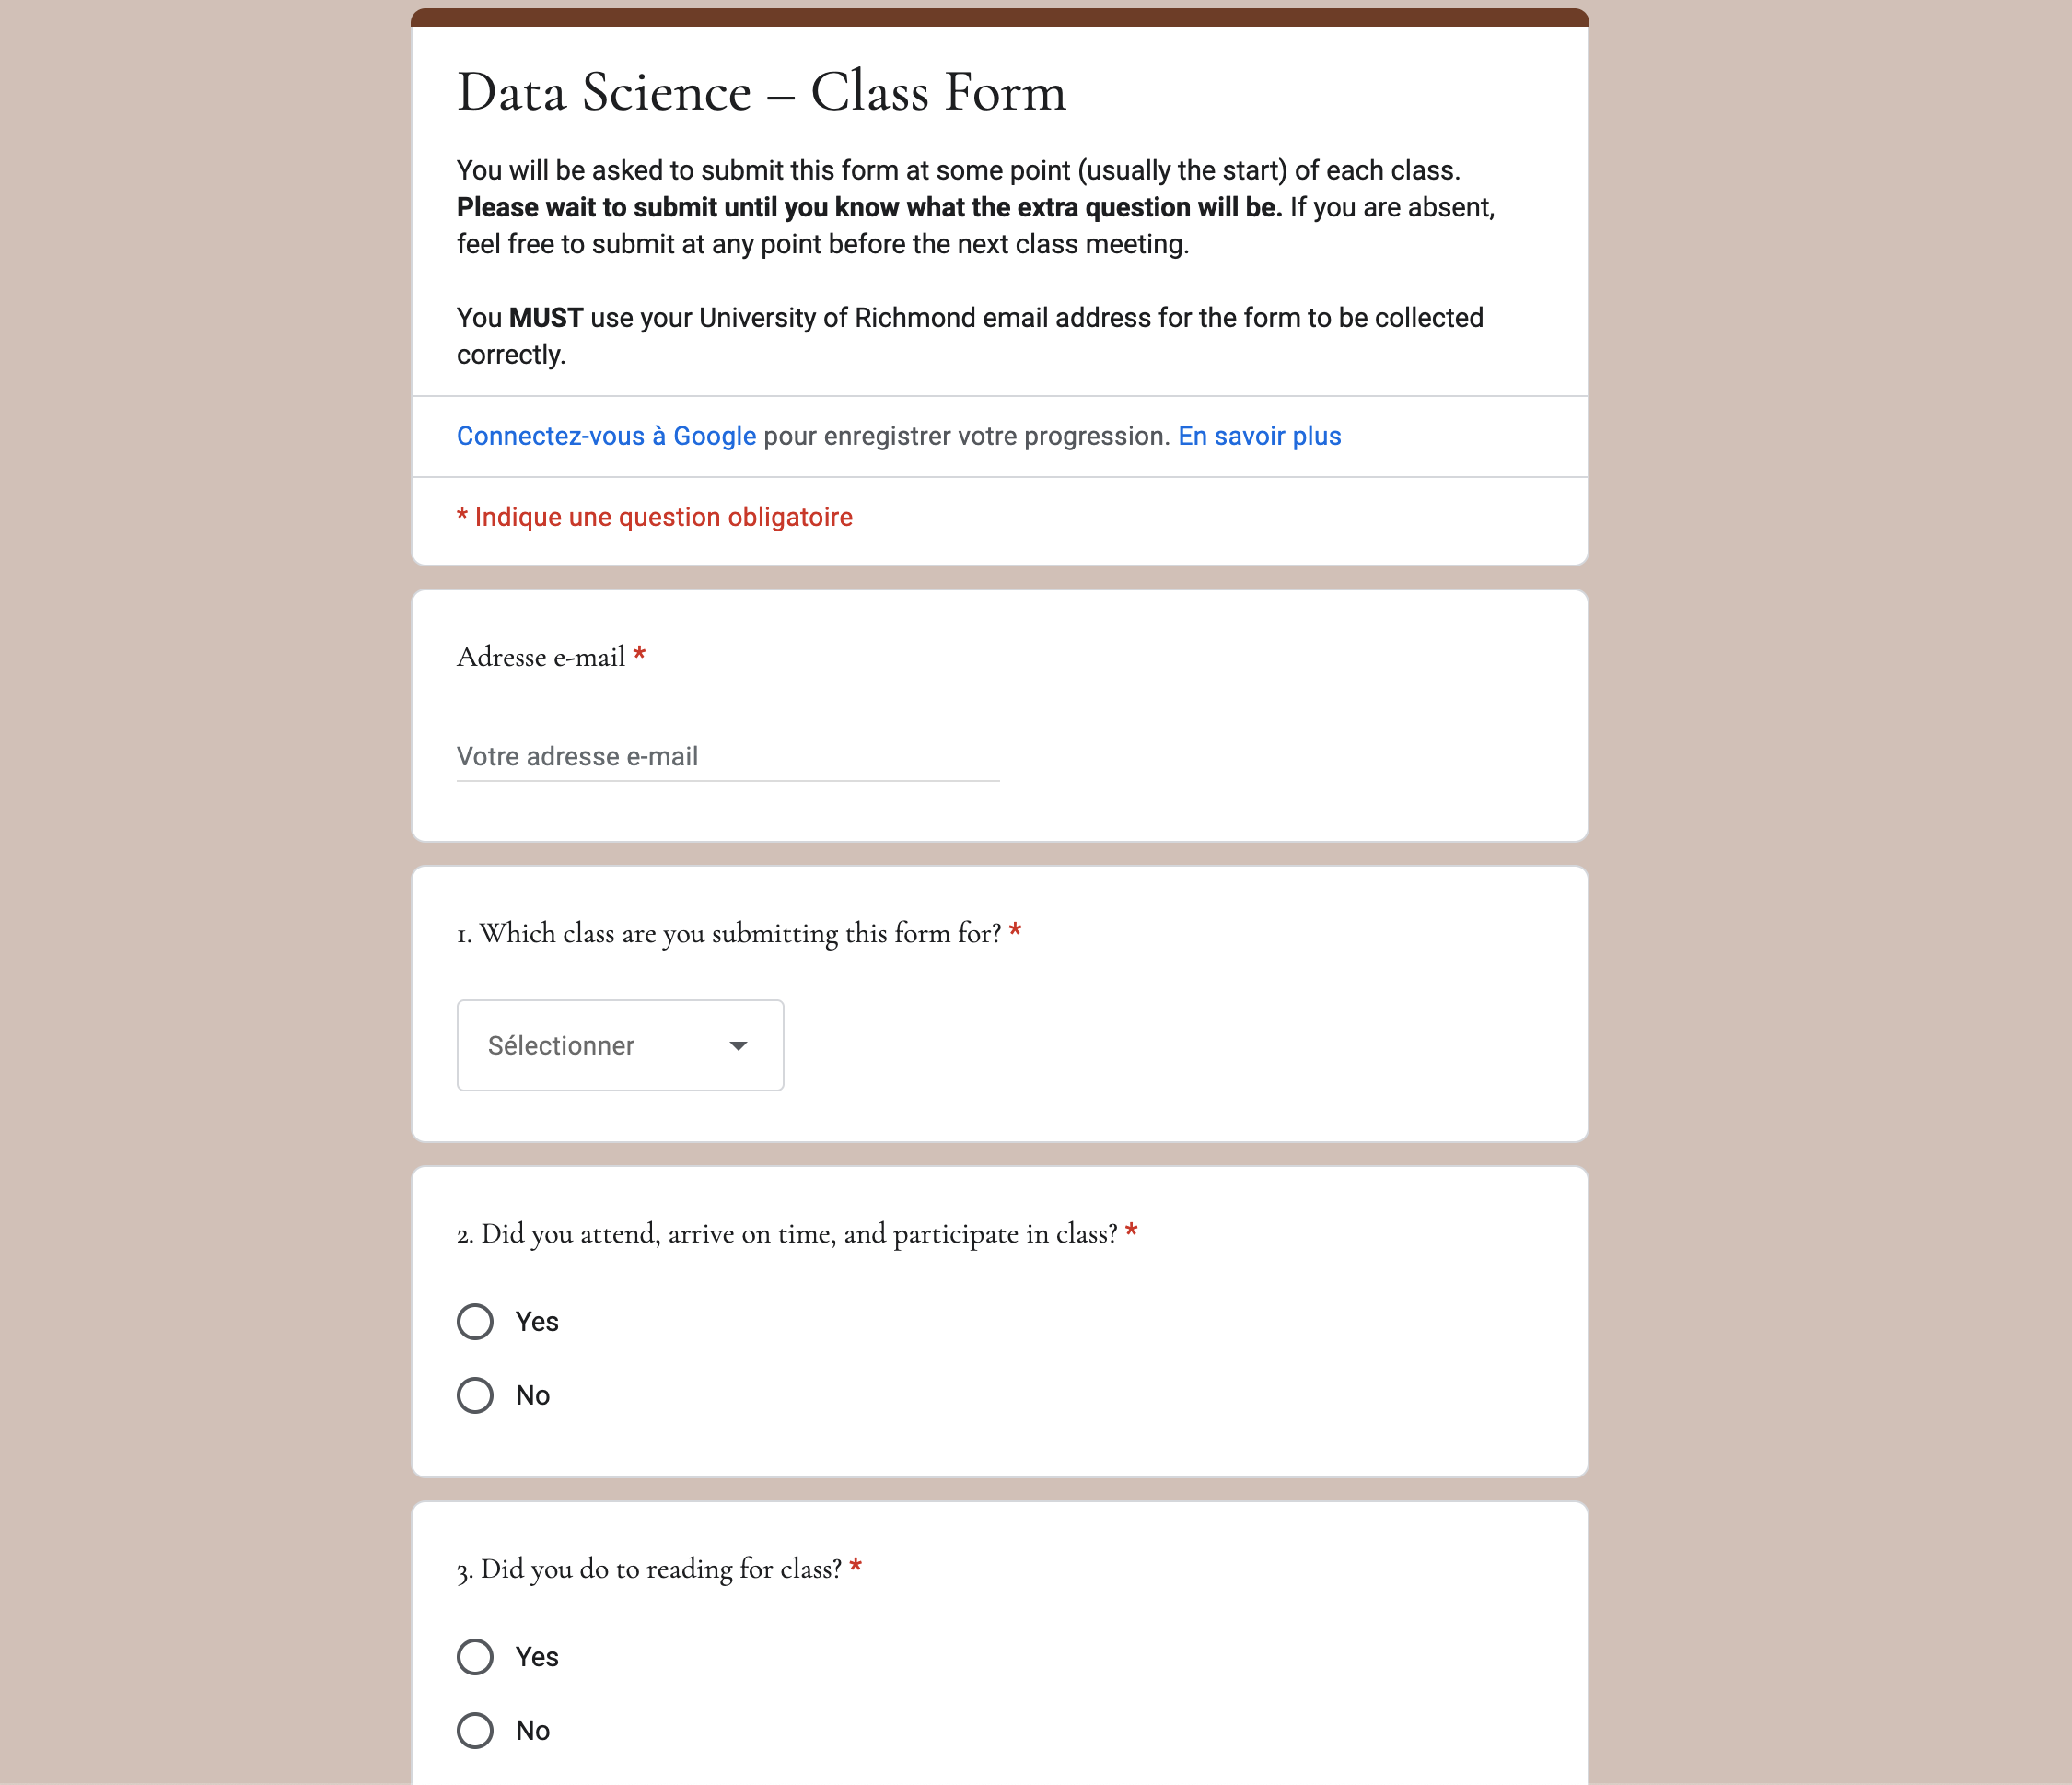 Data Science – Class Form
You will be asked to submit this form at some point (usually the start) of each class.
Please wait to submit until you know what the extra question will be. If you are absent,
feel free to submit at any point before the next class meeting.
You MUST use your University of Richmond email address for the form to be collected
correctly.
Connectez-vous à Google pour enregistrer votre progression. En savoir plus
* Indique une question obligatoire
Adresse e-mail *
Votre adresse e-mail
1. Which class are you submitting this form for? *
Sélectionner
2. Did you attend, arrive on time, and participate in class? *
Yes
No
3. Did you do to reading for class? *
Yes
No